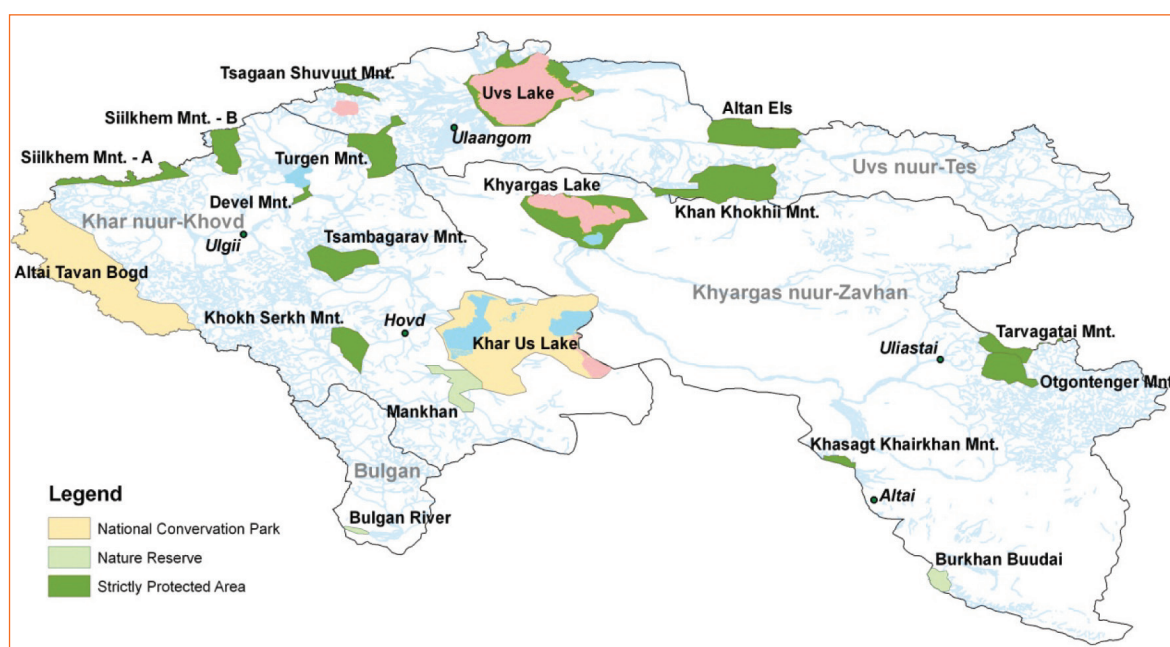 Tsagaan Shuvuut Mnt.
Uvs Lake
Altan Els
Siilkhem Mnt. - B
Ulaangom
Siilkhem Mnt. - A
Turgen Mnt.
Uvs nuur-Tes
Khyargas Lake
Devel Mnt.
Khan Khokhii Mnt.
Khar nuur-Khovd
Ulgii
Tsambagarav Mnt.
Altai Tavan Bogd
Khyargas nuur-Zavhan
Khokh Serkh Mnt.
Hovd
Khar Us Lake
Tarvagatai Mnt.
Uliastai
Otgontenger Mnt
Mankhan
Khasagt Khairkhan Mnt.
Bulgan
Altai
Bulgan River
Burkhan Buudai
Legend
National Convervation Park
Nature Reserve
Strictly Protected Area